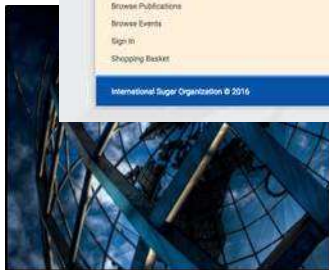 Browse Publications
Browse Events
Sign In
Shopping Basket
International Sugar Organization © 2016